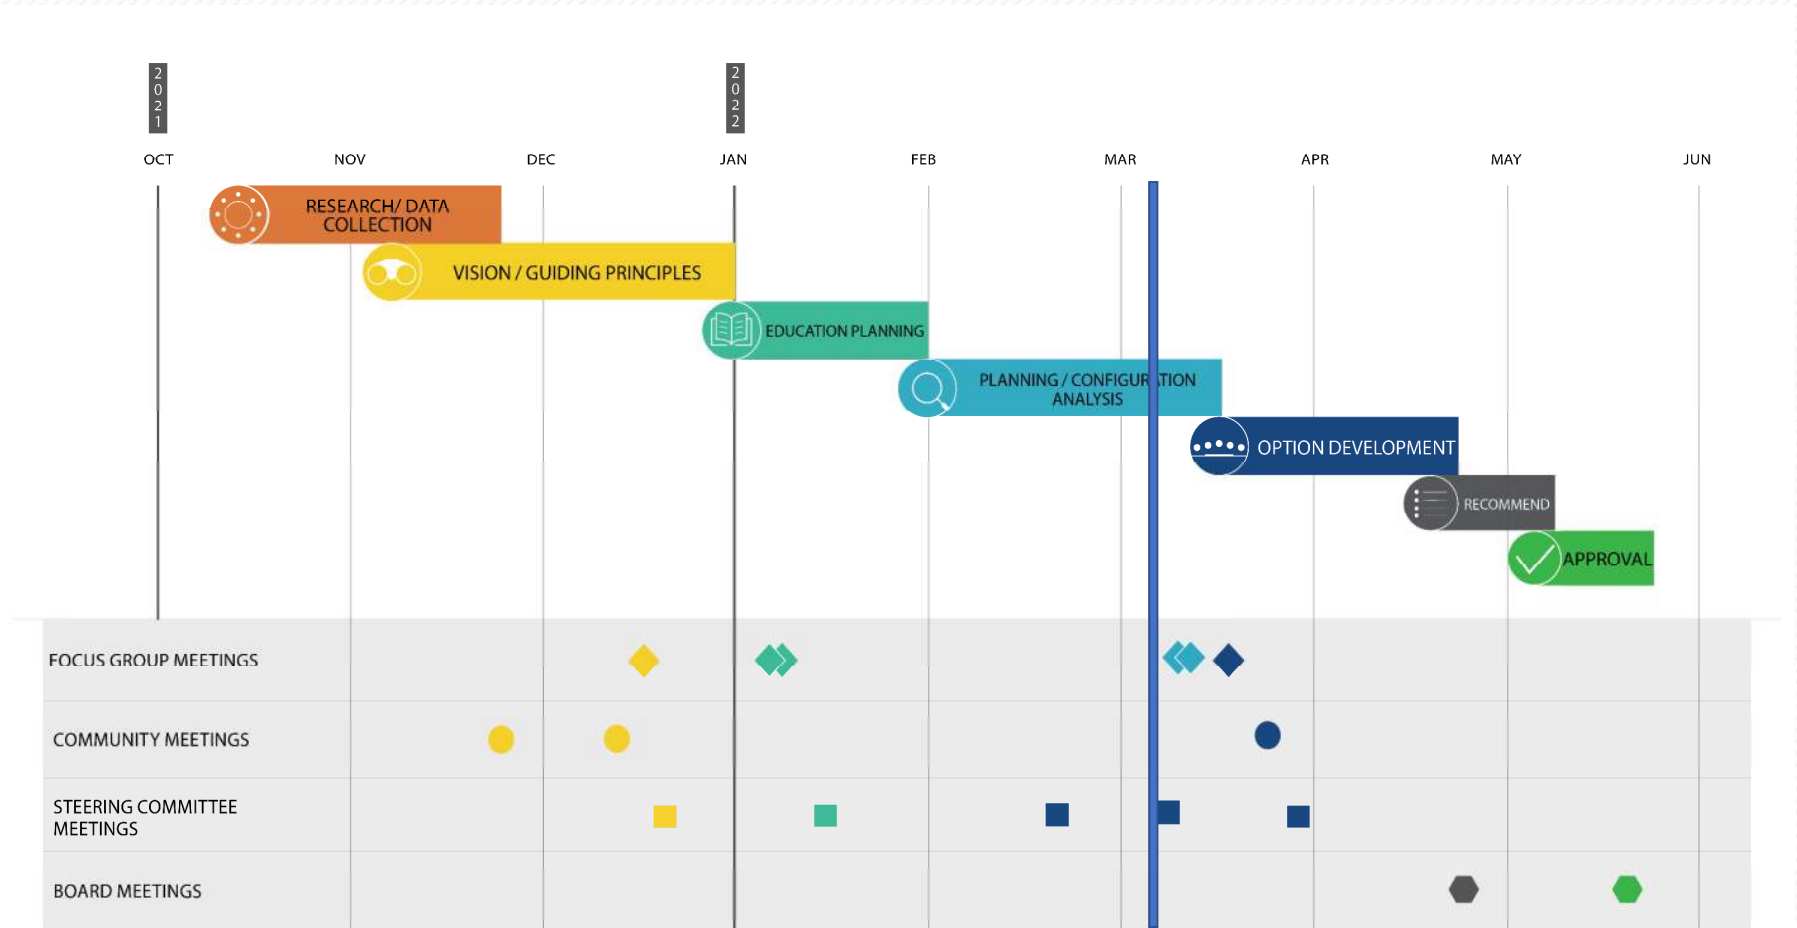 2021
2022
OCT NOV DEC JAN FEB MAR APR MAY JUN
RESEARCH/ DATA
COLLECTION
VISION / GUIDING PRINCIPLES
EDUCATION PLANNING
PLANNING / CONFIGURATION
ANALYSIS
OPTION DEVELOPMENT
RECOMMEND
APPROVAL
FOCUS GROUP MEETINGS
COMMUNITY MEETINGS
STEERING COMMITTEE
MEETINGS
BOARD MEETINGS